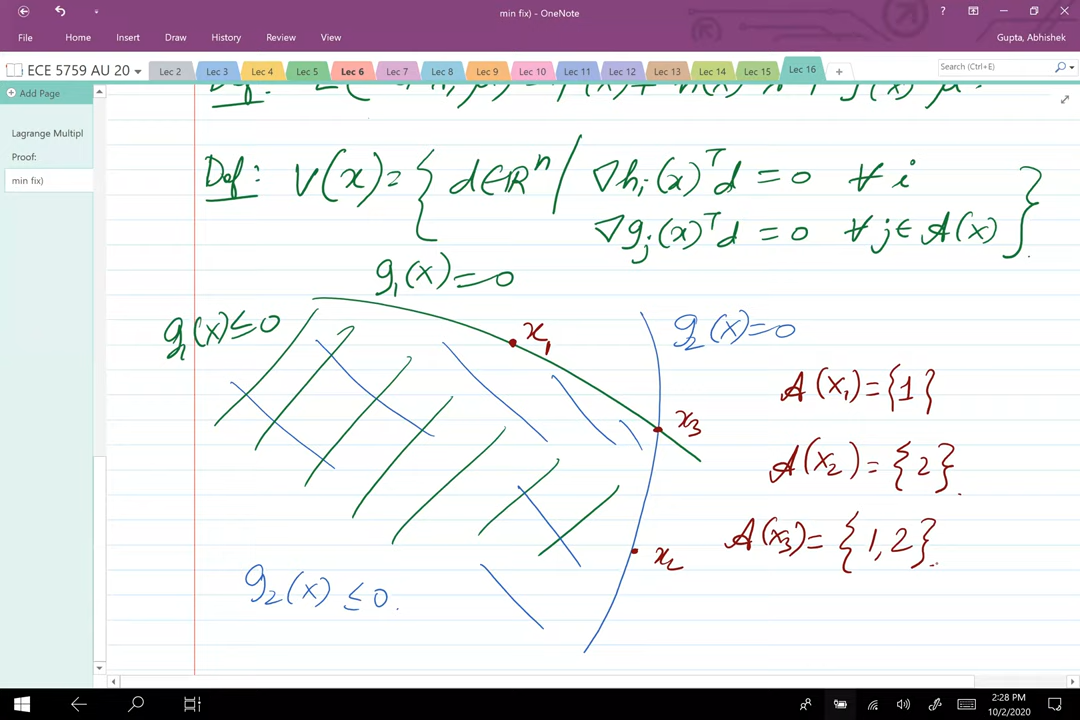 min fix) - OneNote
Gupta, Abhishek
File Home Insert Draw History Review View
ECE 5759 AU 20
Lec 2 Lec 3 Lec 4 Lec 5 Lec 6 Lec 7 Lec 8 Lec 9 Lec 10 Lec 11 Lec 12 Lec 13 Lec 14 Lec 15 Lec 16
Search (Ctrl+E)
Add Page
Lagrange Multipl
Proof:
min fix)
Def: V(x) = { d∈ℝⁿ / ∇hᵢ(x)ᵀd = 0 ∀ i
∇gⱼ(x)ᵀd = 0 ∀ j ∈ A(x) }.
g₁(x) = 0
g₁(x) ≤ 0
x₁
g₂(x) = 0
A(x₁) = {1}
x₃
A(x₂) = {2}.
A(x₃) = {1, 2}.
x₂
g₂(x) ≤ 0.
2:28 PM
10/2/2020